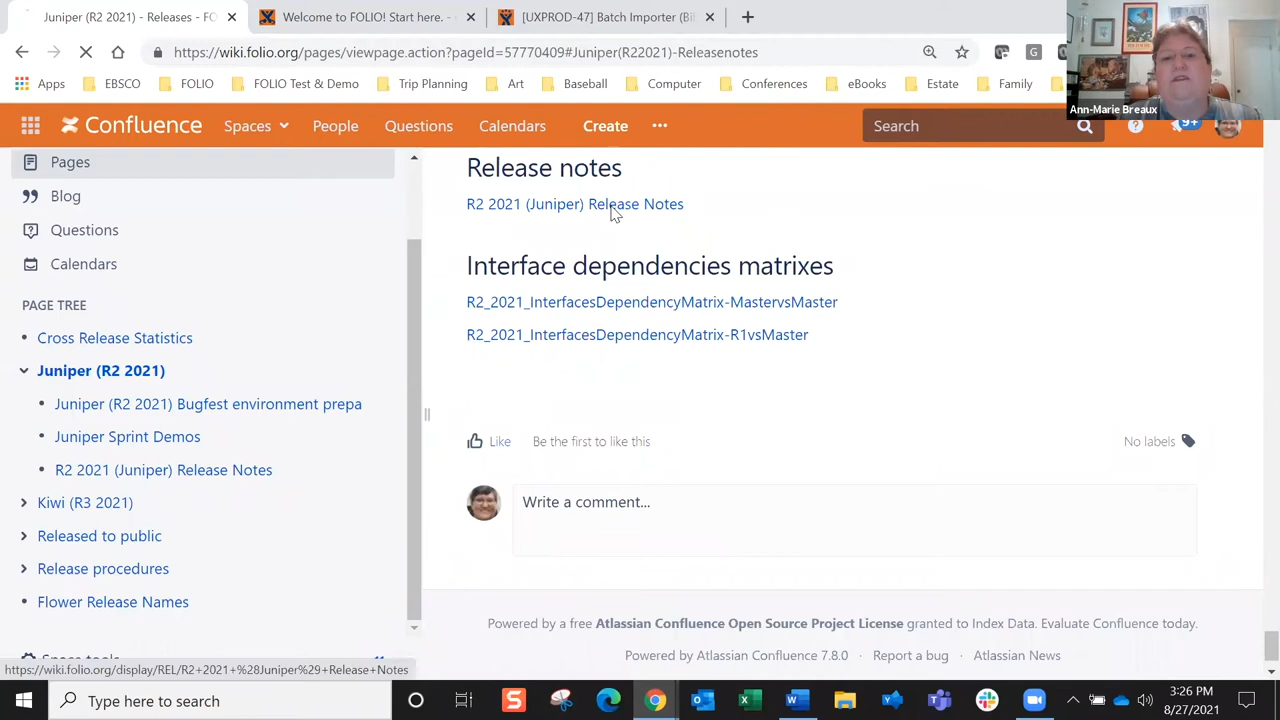 Juniper (R2 2021) - Releases - FO
Welcome to FOLIO! Start here. -
[UXPROD-47] Batch Importer (Bi
https://wiki.folio.org/pages/viewpage.action?pageId=57770409#Juniper(R22021)-Releasenotes
G
Apps
EBSCO
FOLIO
FOLIO Test & Demo
Trip Planning
Art
Baseball
Computer
Conferences
eBooks
Estate
Family
Ann-Marie Breaux
Confluence
Spaces
People
Questions
Calendars
Create
Search
9+
Pages
Blog
Questions
Calendars
PAGE TREE
Cross Release Statistics
Juniper (R2 2021)
Juniper (R2 2021) Bugfest environment prepa
Juniper Sprint Demos
R2 2021 (Juniper) Release Notes
Kiwi (R3 2021)
Released to public
Release procedures
Flower Release Names
Space tools
Release notes
R2 2021 (Juniper) Release Notes
Interface dependencies matrixes
R2_2021_InterfacesDependencyMatrix-MastervsMaster
R2_2021_InterfacesDependencyMatrix-R1vsMaster
Like
Be the first to like this
No labels
Write a comment...
Powered by a free Atlassian Confluence Open Source Project License granted to Index Data. Evaluate Confluence today.
Powered by Atlassian Confluence 7.8.0 · Report a bug · Atlassian News
https://wiki.folio.org/display/REL/R2+2021+%28Juniper%29+Release+Notes
Type here to search
3:26 PM
8/27/2021